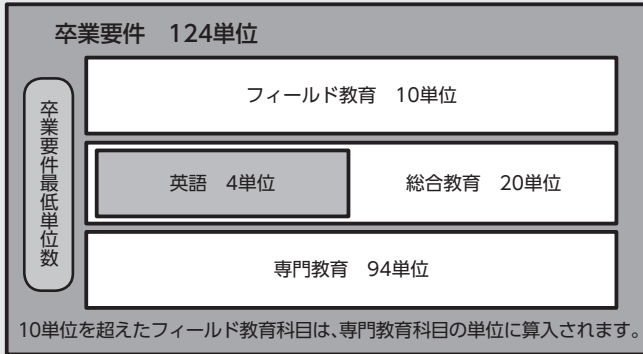 卒業要件 124単位
卒業要件最低単位数
フィールド教育 10単位
英語 4単位
総合教育 20単位
専門教育 94単位
10単位を超えたフィールド教育科目は、専門教育科目の単位に算入されます。